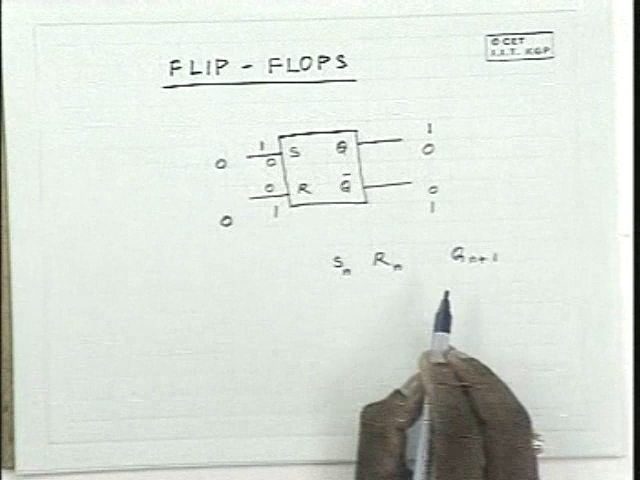 © CET
I.I.T. KGP
FLIP - FLOPS
1 1
0 S Q 0
0
0 R Q̄ 0
0 1 1
Sn Rn Qn+1